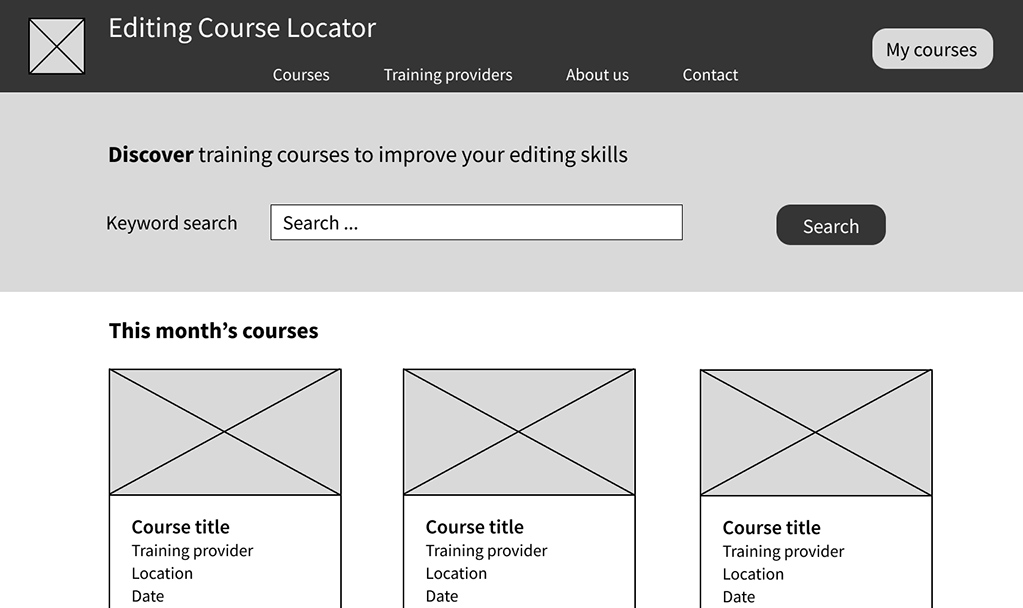 Editing Course Locator
My courses
Courses Training providers About us Contact
Discover training courses to improve your editing skills
Keyword search Search ... Search
This month’s courses
Course title
Training provider
Location
Date
Course title
Training provider
Location
Date
Course title
Training provider
Location
Date